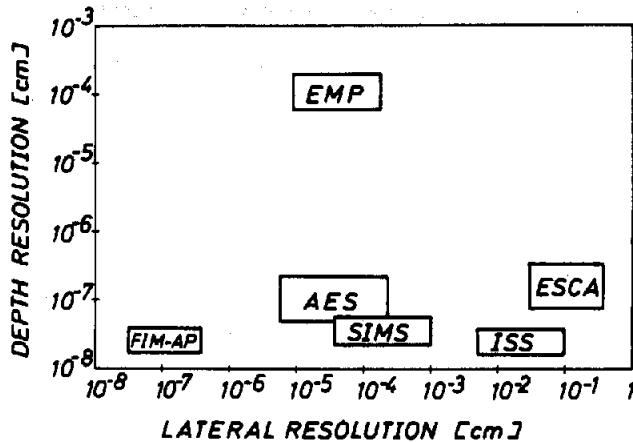 DEPTH RESOLUTION [cm]
10⁻³
10⁻⁴
10⁻⁵
10⁻⁶
10⁻⁷
10⁻⁸
EMP
AES
SIMS
ESCA
FIM-AP
ISS
10⁻⁸ 10⁻⁷ 10⁻⁶ 10⁻⁵ 10⁻⁴ 10⁻³ 10⁻² 10⁻¹ 1
LATERAL RESOLUTION [cm]